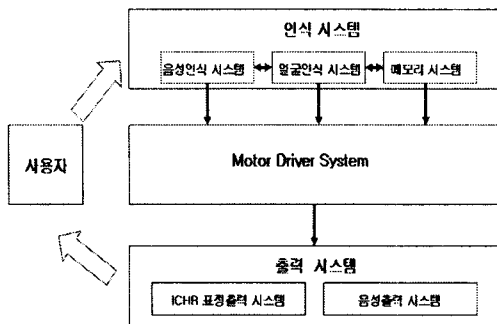 인식 시스템
음성인식 시스템
얼굴인식 시스템
메모리 시스템
사용자
Motor Driver System
출력 시스템
ICHR 표정출력 시스템
음성출력 시스템